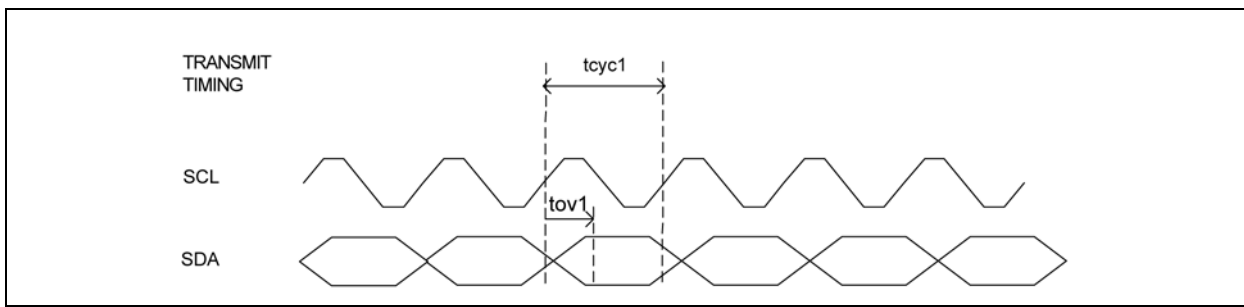 TRANSMIT
TIMING
tcyc1
SCL
tov1
SDA